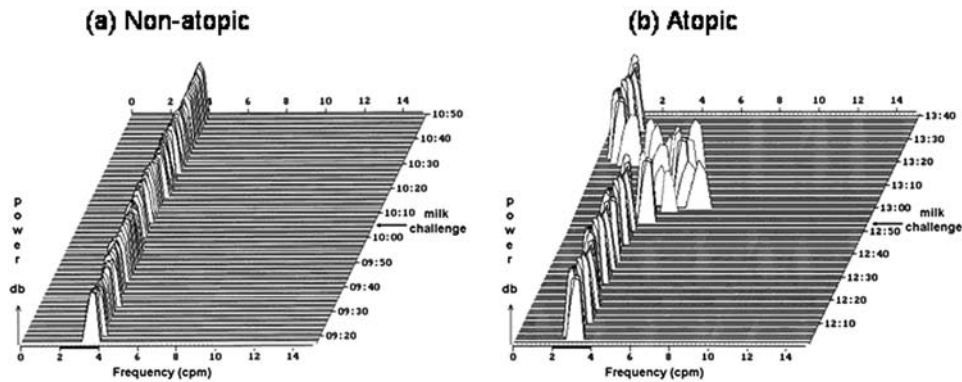 (a) Non-atopic
0 2 4 6 8 10 12 14
10:50
10:40
10:30
10:20
10:10
milk
challenge
10:00
09:50
09:40
09:30
09:20
power
db
0 2 4 6 8 10 12 14
Frequency (cpm)
(b) Atopic
2 4 6 8 10 12 14
13:40
13:30
13:20
13:10
13:00
milk
challenge
12:50
12:40
12:30
12:20
12:10
power
db
0 2 4 6 8 10 12 14
Frequency (cpm)